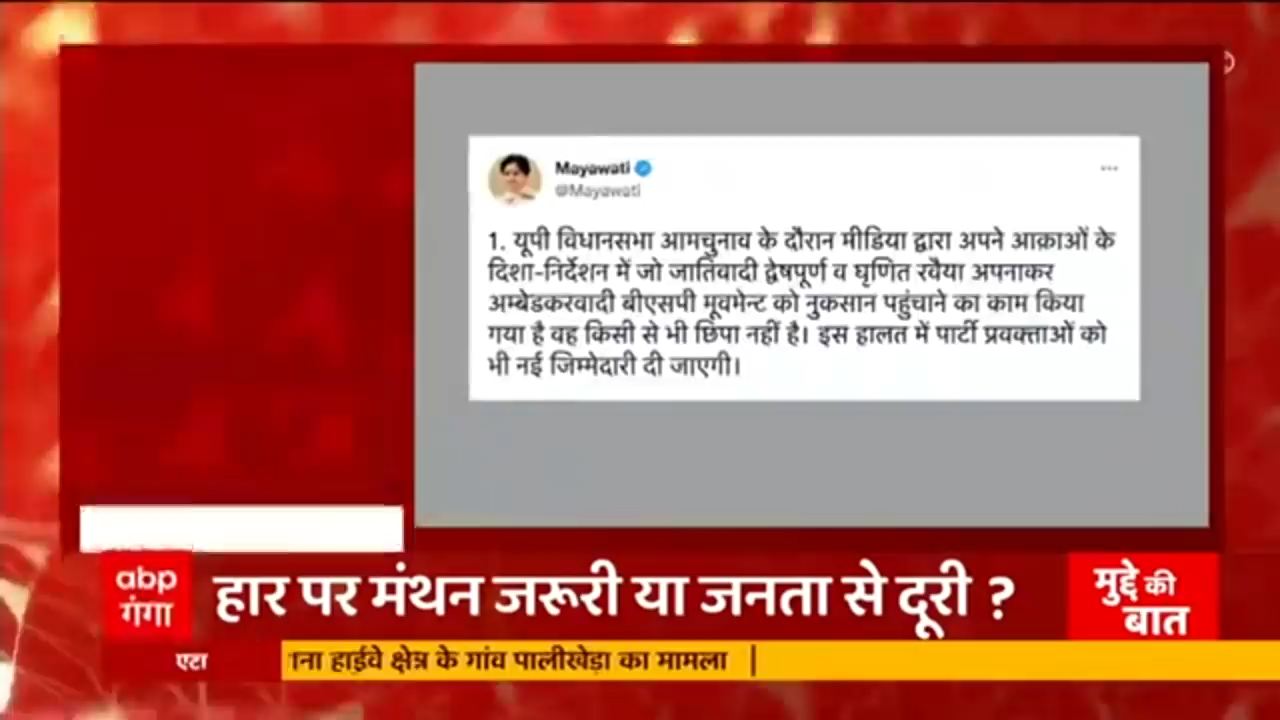 Mayawati
@Mayawati
1. यूपी विधानसभा आमचुनाव के दौरान मीडिया द्वारा अपने आक़ाओं के
दिशा-निर्देशन में जो जातिवादी द्वेषपूर्ण व घृणित रवैया अपनाकर
अम्बेडकरवादी बीएसपी मूवमेन्ट को नुकसान पहुंचाने का काम किया
गया है वह किसी से भी छिपा नहीं है। इस हालत में पार्टी प्रवक्ताओं को
भी नई जिम्मेदारी दी जाएगी।
abp
गंगा
हार पर मंथन जरूरी या जनता से दूरी ?
मुद्दे की
बात
एटा
हाईवे क्षेत्र के गांव पालीखेड़ा का मामला